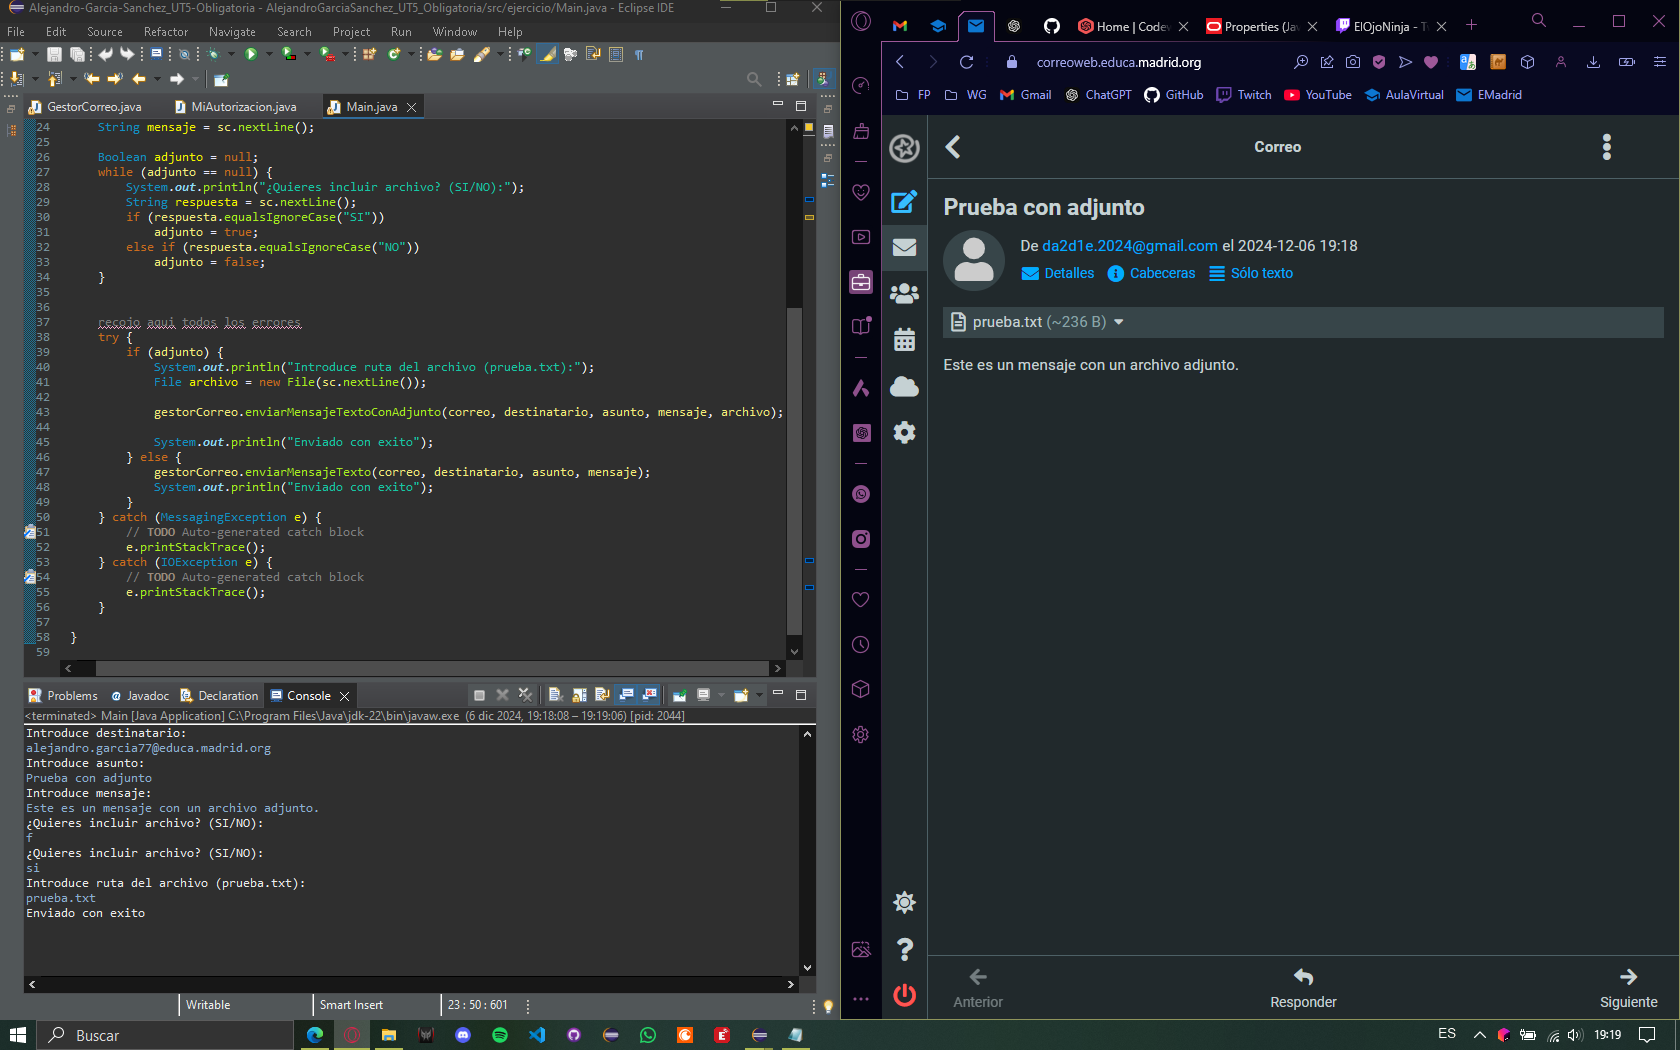 Alejandro-Garcia-Sanchez_UT5-Obligatoria - AlejandroGarciaSanchez_UT5_Obligatoria/src/ejercicio/Main.java - Eclipse IDE
File Edit Source Refactor Navigate Search Project Run Window Help
GestorCorreo.java MiAutorizacion.java Main.java
24 String mensaje = sc.nextLine();
25
26 Boolean adjunto = null;
27 while (adjunto == null) {
28 System.out.println("¿Quieres incluir archivo? (SI/NO):");
29 String respuesta = sc.nextLine();
30 if (respuesta.equalsIgnoreCase("SI"))
31 adjunto = true;
32 else if (respuesta.equalsIgnoreCase("NO"))
33 adjunto = false;
34 }
35
36
37 recojo aqui todos los errores
38 try {
39 if (adjunto) {
40 System.out.println("Introduce ruta del archivo (prueba.txt):");
41 File archivo = new File(sc.nextLine());
42
43 gestorCorreo.enviarMensajeTextoConAdjunto(correo, destinatario, asunto, mensaje, archivo);
44
45 System.out.println("Enviado con exito");
46 } else {
47 gestorCorreo.enviarMensajeTexto(correo, destinatario, asunto, mensaje);
48 System.out.println("Enviado con exito");
49 }
50 } catch (MessagingException e) {
51 // TODO Auto-generated catch block
52 e.printStackTrace();
53 } catch (IOException e) {
54 // TODO Auto-generated catch block
55 e.printStackTrace();
56 }
57
58 }
59
Problems Javadoc Declaration Console
<terminated> Main [Java Application] C:\Program Files\Java\jdk-22\bin\javaw.exe (6 dic 2024, 19:18:08 – 19:19:06) [pid: 2044]
Introduce destinatario:
alejandro.garcia77@educa.madrid.org
Introduce asunto:
Prueba con adjunto
Introduce mensaje:
Este es un mensaje con un archivo adjunto.
¿Quieres incluir archivo? (SI/NO):
f
¿Quieres incluir archivo? (SI/NO):
si
Introduce ruta del archivo (prueba.txt):
prueba.txt
Enviado con exito
Writable Smart Insert 23 : 50 : 601
Home | Codew Properties (Jav ElOjoNinja - T
correoweb.educa.madrid.org
FP WG Gmail ChatGPT GitHub Twitch YouTube AulaVirtual EMadrid
Correo
Prueba con adjunto
De da2d1e.2024@gmail.com el 2024-12-06 19:18
Detalles Cabeceras Sólo texto
prueba.txt (~236 B)
Este es un mensaje con un archivo adjunto.
Anterior Responder Siguiente
Buscar
ES 19:19